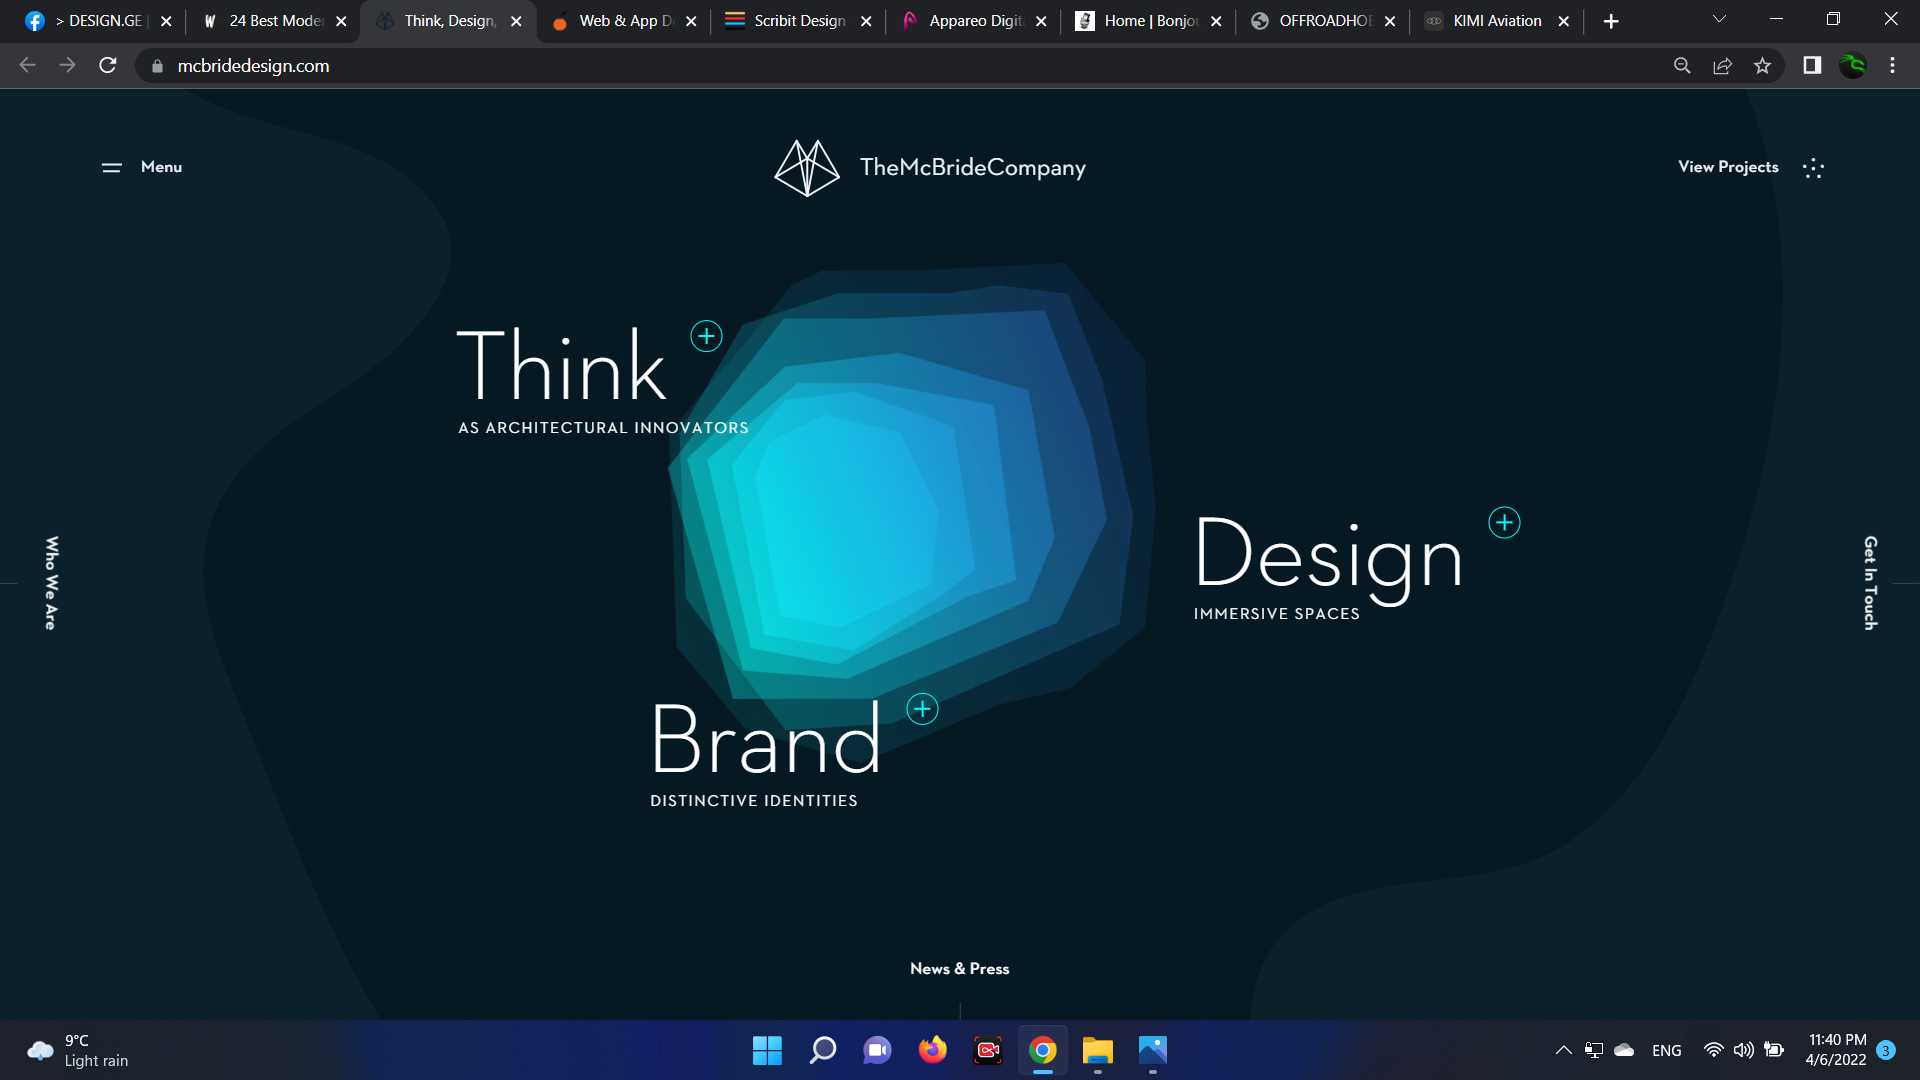 > DESIGN.GE
24 Best Moder
Think, Design,
Web & App D
Scribit Design
Appareo Digit
Home | Bonjou
OFFROADHOE
KIMI Aviation
mcbridedesign.com
Menu
TheMcBrideCompany
View Projects
Think
AS ARCHITECTURAL INNOVATORS
Who We Are
Design
IMMERSIVE SPACES
Get In Touch
Brand
DISTINCTIVE IDENTITIES
News & Press
9°C
Light rain
ENG
11:40 PM
4/6/2022
3